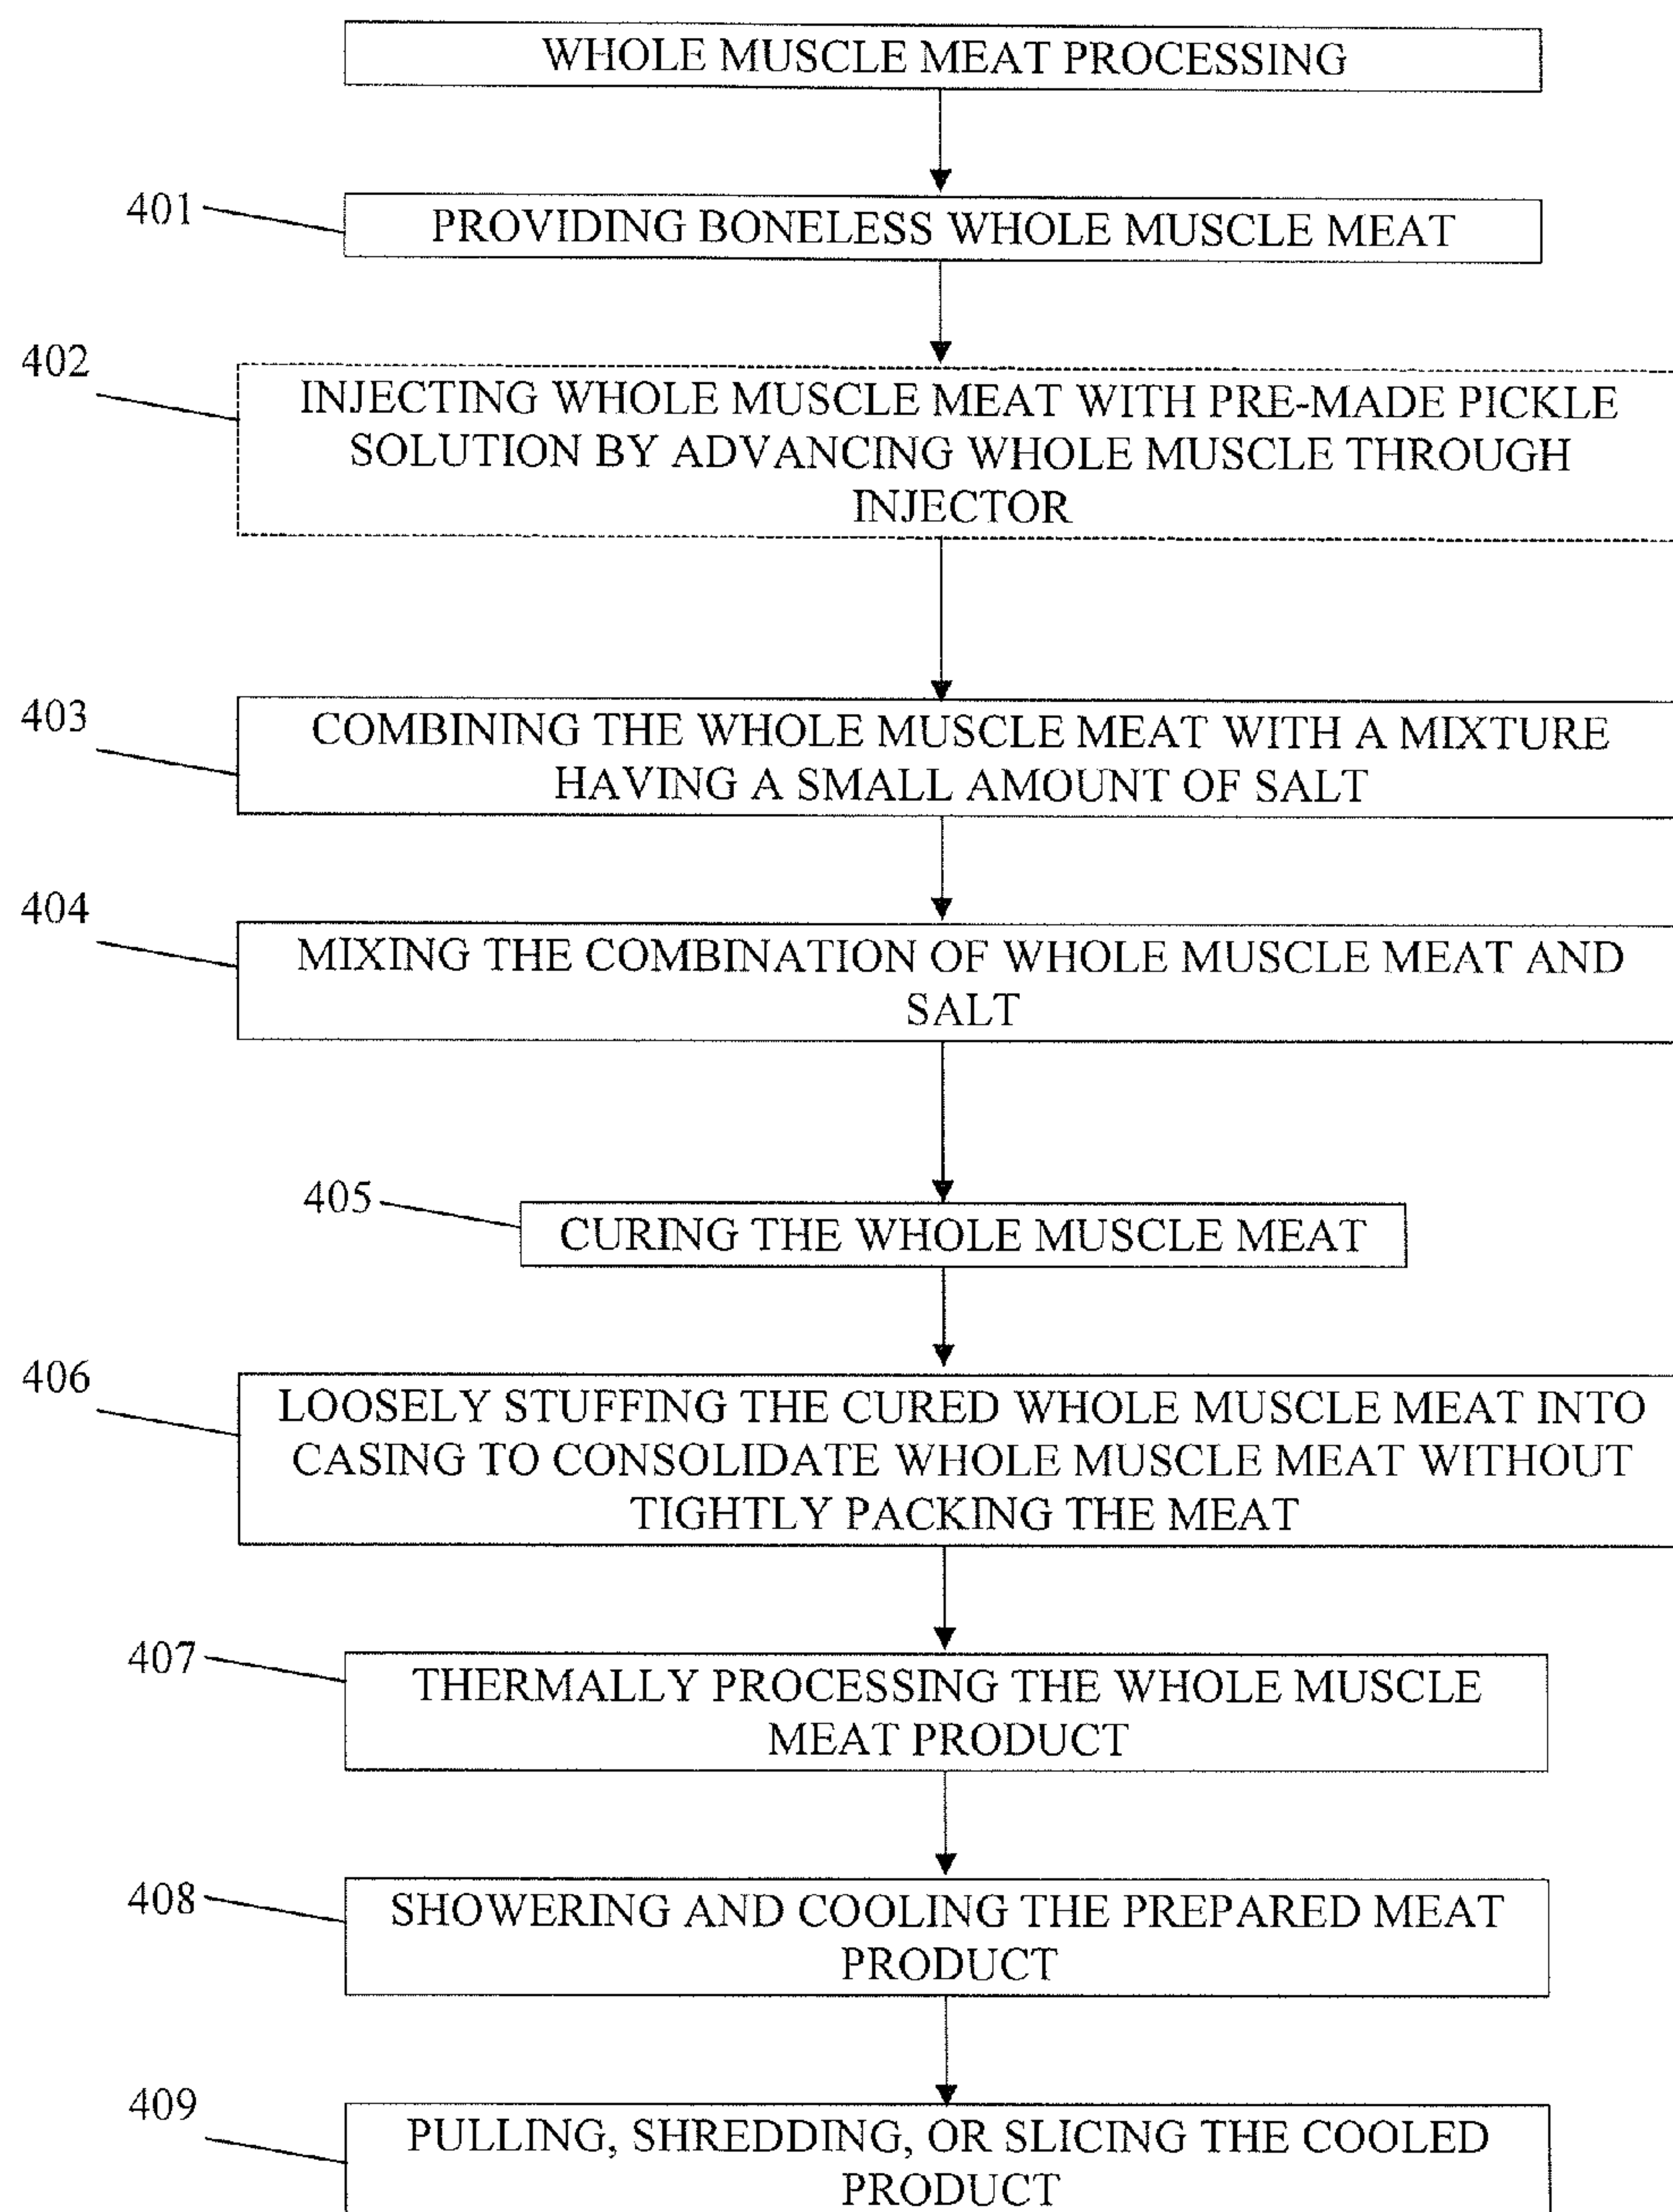 WHOLE MUSCLE MEAT PROCESSING
401
PROVIDING BONELESS WHOLE MUSCLE MEAT
402
INJECTING WHOLE MUSCLE MEAT WITH PRE-MADE PICKLE
SOLUTION BY ADVANCING WHOLE MUSCLE THROUGH
INJECTOR
403
COMBINING THE WHOLE MUSCLE MEAT WITH A MIXTURE
HAVING A SMALL AMOUNT OF SALT
404
MIXING THE COMBINATION OF WHOLE MUSCLE MEAT AND
SALT
405
CURING THE WHOLE MUSCLE MEAT
406
LOOSELY STUFFING THE CURED WHOLE MUSCLE MEAT INTO
CASING TO CONSOLIDATE WHOLE MUSCLE MEAT WITHOUT
TIGHTLY PACKING THE MEAT
407
THERMALLY PROCESSING THE WHOLE MUSCLE
MEAT PRODUCT
408
SHOWERING AND COOLING THE PREPARED MEAT
PRODUCT
409
PULLING, SHREDDING, OR SLICING THE COOLED
PRODUCT